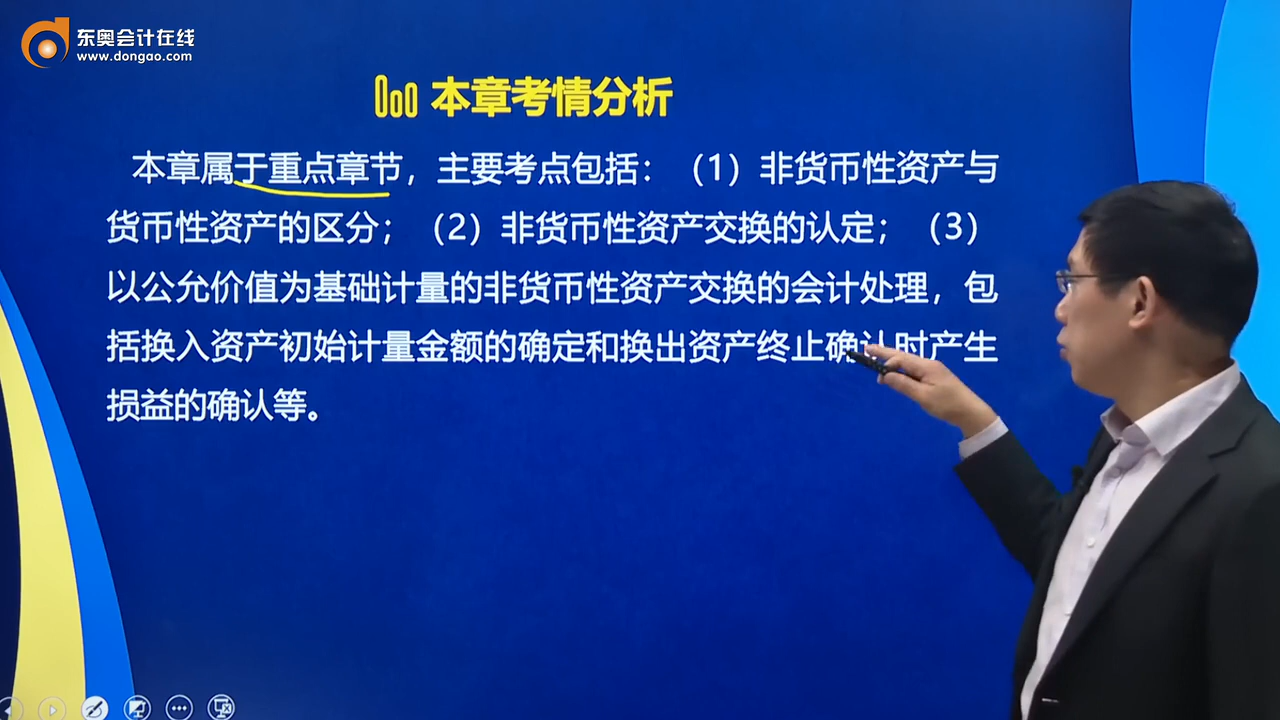 东奥会计在线
www.dongao.com
本章考情分析
本章属于重点章节，主要考点包括：（1）非货币性资产与
货币性资产的区分；（2）非货币性资产交换的认定；（3）
以公允价值为基础计量的非货币性资产交换的会计处理，包
括换入资产初始计量金额的确定和换出资产终止确认时产生
损益的确认等。